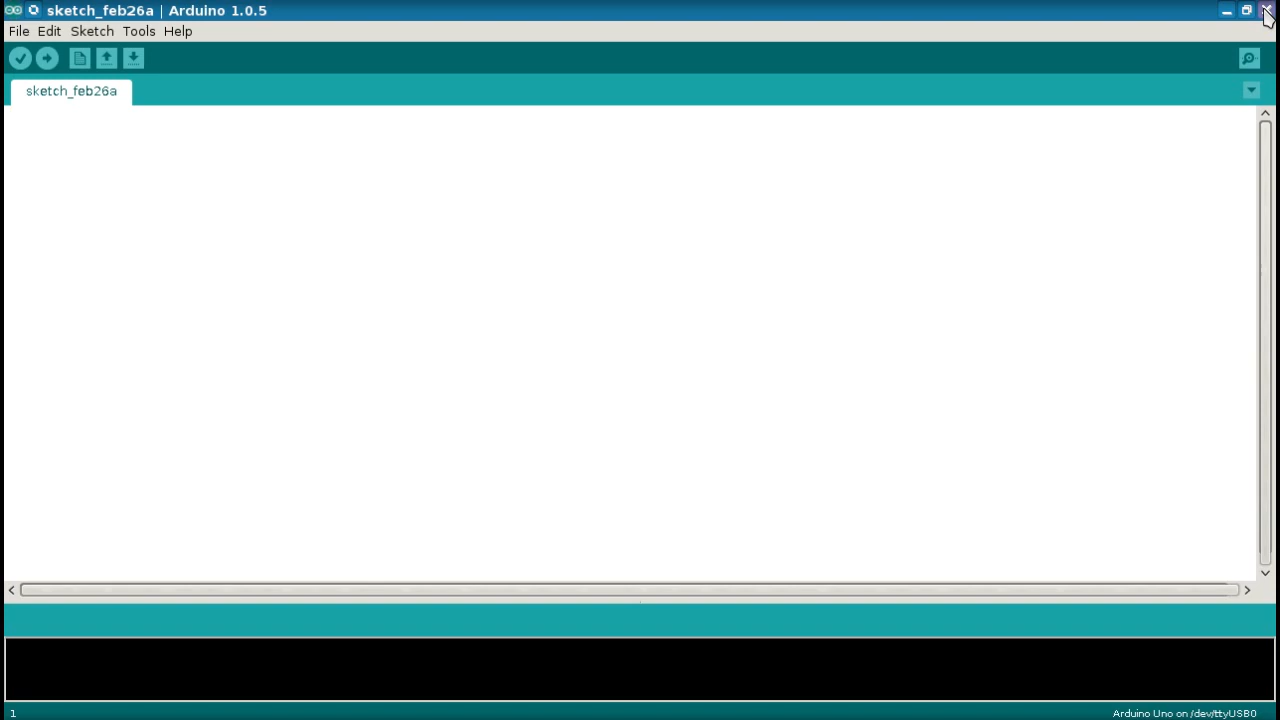 sketch_feb26a | Arduino 1.0.5
File Edit Sketch Tools Help
sketch_feb26a
1 Arduino Uno on /dev/ttyUSB0